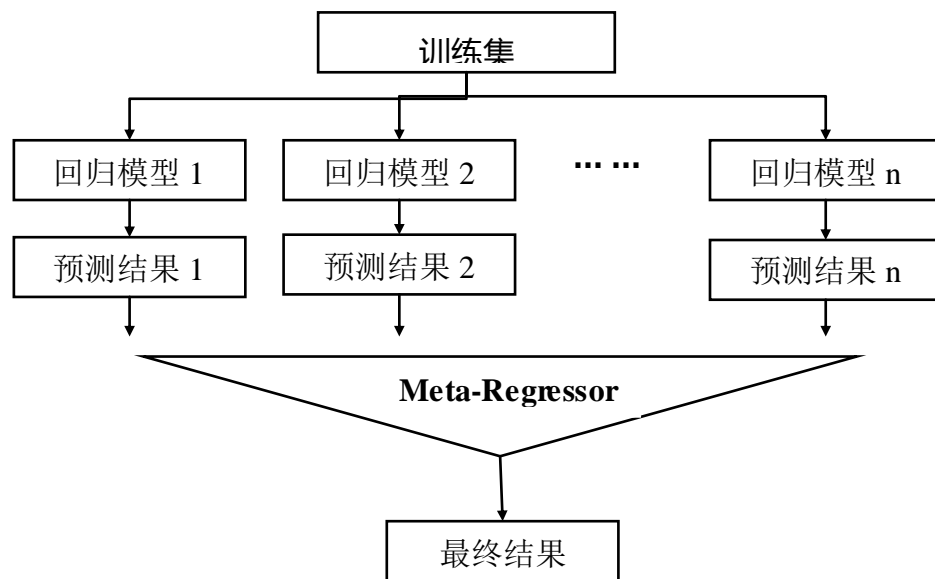 训练集
回归模型 1
回归模型 2
... ...
回归模型 n
预测结果 1
预测结果 2
预测结果 n
Meta-Regressor
最终结果